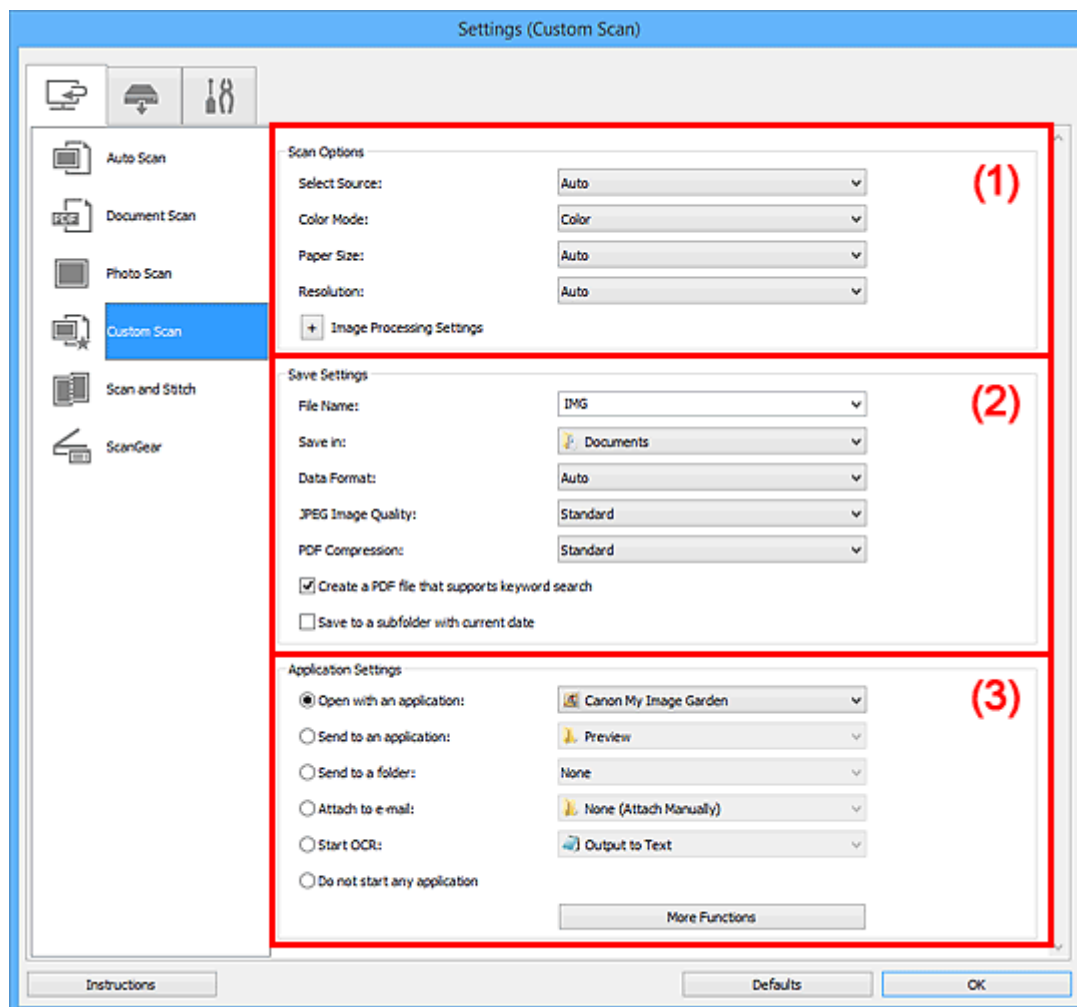 Settings (Custom Scan)
Auto Scan
PDF
Document Scan
Photo Scan
Custom Scan
Scan and Stitch
ScanGear
Scan Options
(1)
Select Source: Auto
Color Mode: Color
Paper Size: Auto
Resolution: Auto
+ Image Processing Settings
Save Settings
(2)
File Name: IMG
Save in: Documents
Data Format: Auto
JPEG Image Quality: Standard
PDF Compression: Standard
Create a PDF file that supports keyword search
Save to a subfolder with current date
Application Settings
(3)
Open with an application: Canon My Image Garden
Send to an application: Preview
Send to a folder: None
Attach to e-mail: None (Attach Manually)
Start OCR: Output to Text
Do not start any application
More Functions
Instructions Defaults OK